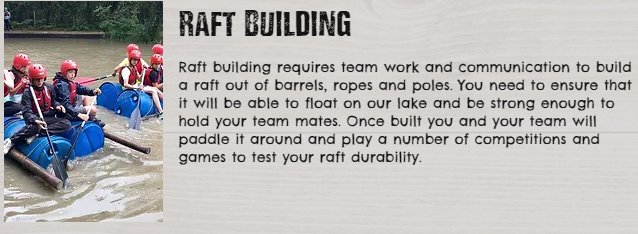 RAFT BUILDING
Raft building requires team work and communication to build
a raft out of barrels, ropes and poles. You need to ensure that
it will be able to float on our lake and be strong enough to
hold your team mates. Once built you and your team will
paddle it around and play a number of competitions and
games to test your raft durability.